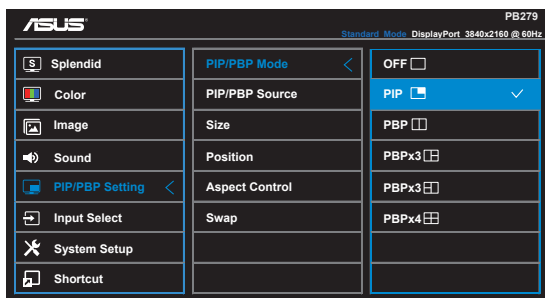 ASUS
PB279
Standard Mode DisplayPort 3840x2160 @ 60Hz
S Splendid
Color
Image
Sound
PIP/PBP Setting
Input Select
System Setup
Shortcut
PIP/PBP Mode
PIP/PBP Source
Size
Position
Aspect Control
Swap
OFF
PIP
PBP
PBPx3
PBPx3
PBPx4